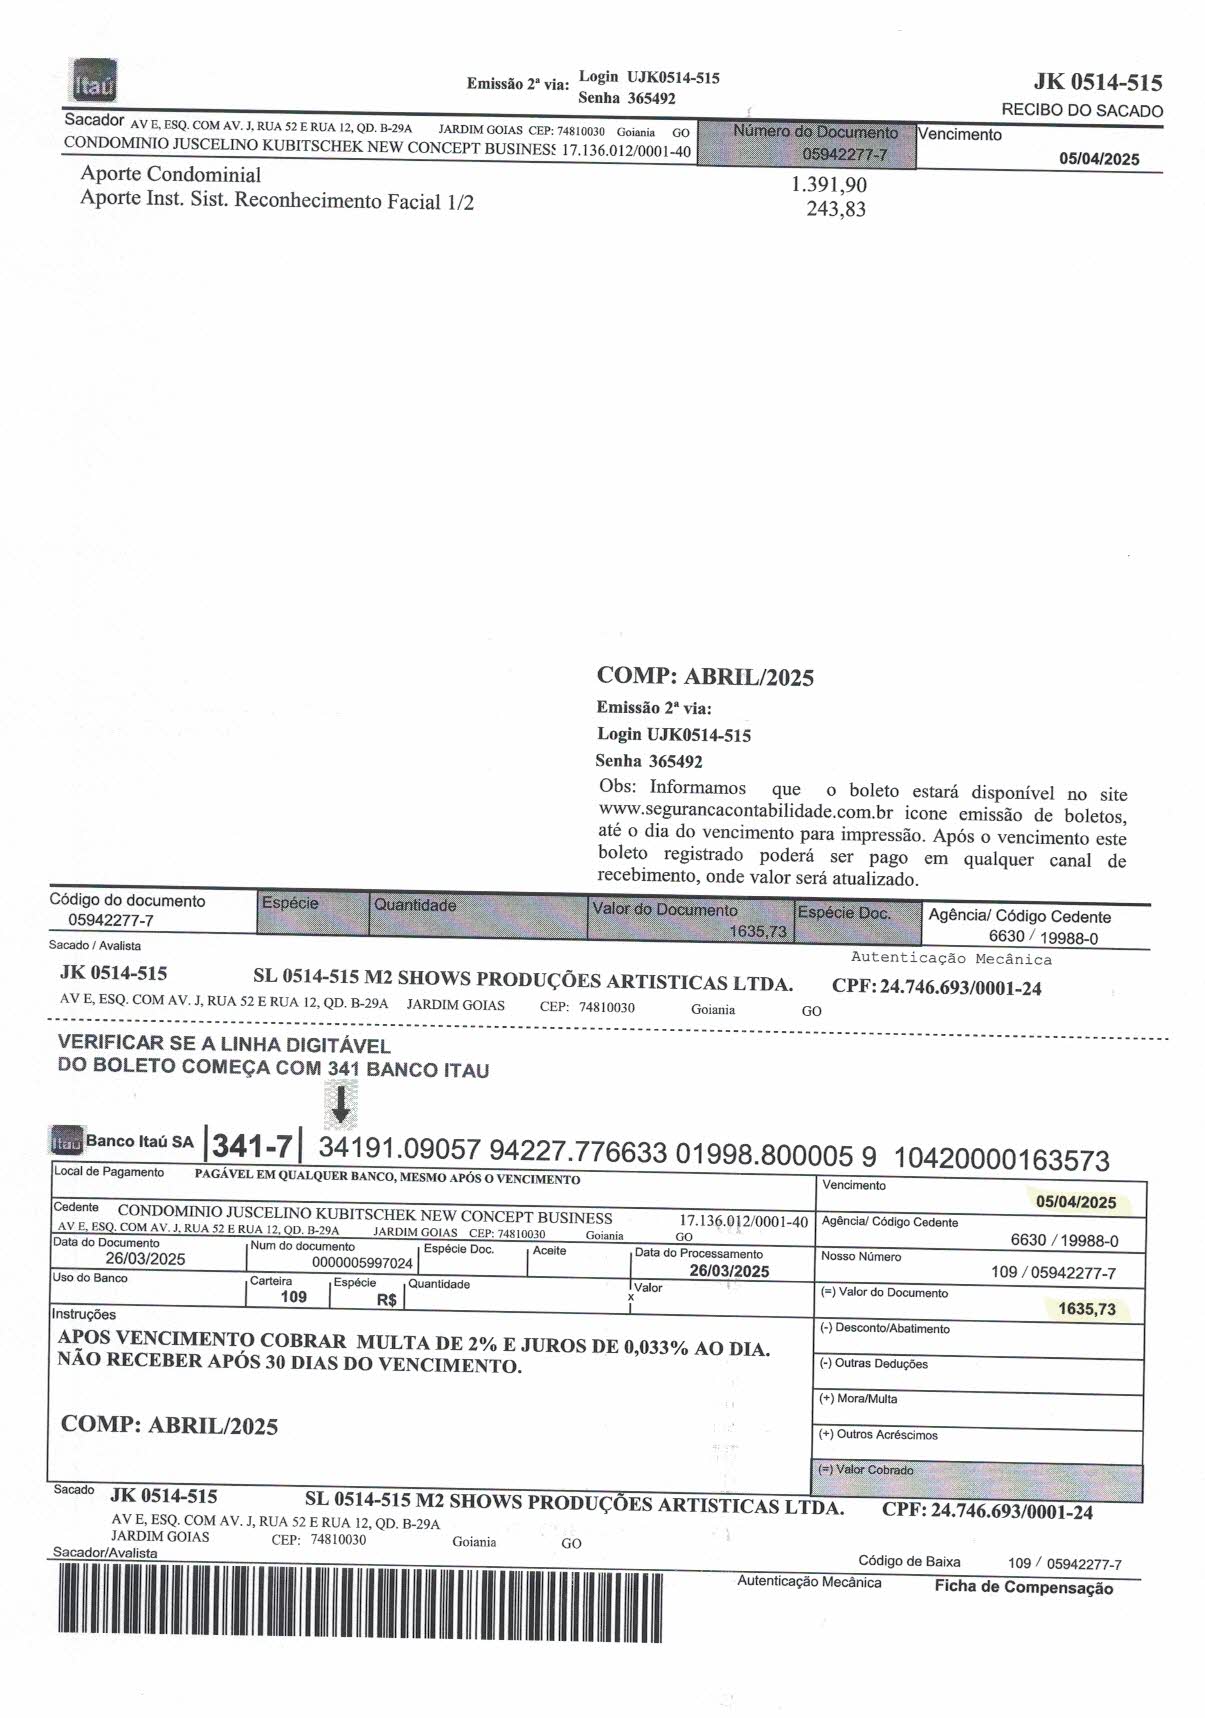 Itaú
Emissão 2ª via: Login UJK0514-515
Senha 365492
JK 0514-515
RECIBO DO SACADO
Sacador AV E, ESQ. COM AV. J, RUA 52 E RUA 12, QD. B-29A JARDIM GOIAS CEP: 74810030 Goiania GO
CONDOMINIO JUSCELINO KUBITSCHEK NEW CONCEPT BUSINESS 17.136.012/0001-40
Número do Documento
05942277-7
Vencimento
05/04/2025
Aporte Condominial 1.391,90
Aporte Inst. Sist. Reconhecimento Facial 1/2 243,83
COMP: ABRIL/2025
Emissão 2ª via:
Login UJK0514-515
Senha 365492
Obs: Informamos que o boleto estará disponível no site
www.segurancacontabilidade.com.br icone emissão de boletos,
até o dia do vencimento para impressão. Após o vencimento este
boleto registrado poderá ser pago em qualquer canal de
recebimento, onde valor será atualizado.
Código do documento
05942277-7
Espécie
Quantidade
Valor do Documento
1635,73
Espécie Doc.
Agência/ Código Cedente
6630 / 19988-0
Sacado / Avalista
Autenticação Mecânica
JK 0514-515 SL 0514-515 M2 SHOWS PRODUÇÕES ARTISTICAS LTDA. CPF: 24.746.693/0001-24
AV E, ESQ. COM AV. J, RUA 52 E RUA 12, QD. B-29A JARDIM GOIAS CEP: 74810030 Goiania GO
VERIFICAR SE A LINHA DIGITÁVEL
DO BOLETO COMEÇA COM 341 BANCO ITAU
Itaú Banco Itaú SA |341-7| 34191.09057 94227.776633 01998.800005 9 10420000163573
Local de Pagamento PAGÁVEL EM QUALQUER BANCO, MESMO APÓS O VENCIMENTO
Vencimento
05/04/2025
Cedente CONDOMINIO JUSCELINO KUBITSCHEK NEW CONCEPT BUSINESS 17.136.012/0001-40
AV E, ESQ. COM AV. J, RUA 52 E RUA 12, QD. B-29A JARDIM GOIAS CEP: 74810030 Goiania GO
Agência/ Código Cedente
6630 / 19988-0
Data do Documento
26/03/2025
Num do documento
0000005997024
Espécie Doc.
Aceite
Data do Processamento
26/03/2025
Nosso Número
109 / 05942277-7
Uso do Banco
Carteira
109
Espécie
R$
Quantidade
Valor
x
(=) Valor do Documento
1635,73
Instruções
APOS VENCIMENTO COBRAR MULTA DE 2% E JUROS DE 0,033% AO DIA.
NÃO RECEBER APÓS 30 DIAS DO VENCIMENTO.
COMP: ABRIL/2025
(-) Desconto/Abatimento
(-) Outras Deduções
(+) Mora/Multa
(+) Outros Acréscimos
(=) Valor Cobrado
Sacado JK 0514-515 SL 0514-515 M2 SHOWS PRODUÇÕES ARTISTICAS LTDA. CPF: 24.746.693/0001-24
AV E, ESQ. COM AV. J, RUA 52 E RUA 12, QD. B-29A
JARDIM GOIAS CEP: 74810030 Goiania GO
Sacador/Avalista
Código de Baixa 109 / 05942277-7
Autenticação Mecânica Ficha de Compensação